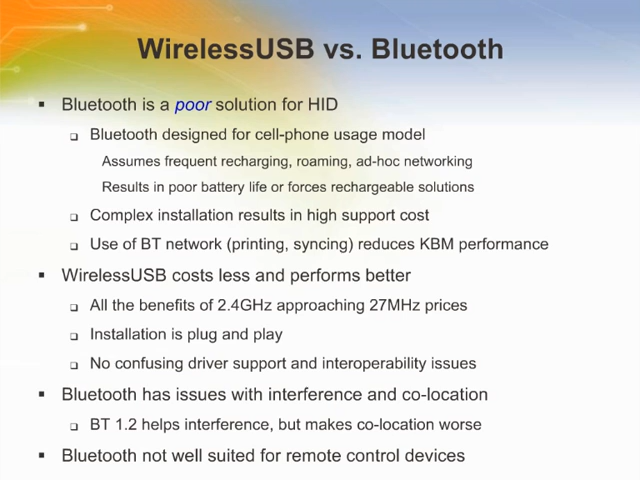 WirelessUSB vs. Bluetooth
▪ Bluetooth is a poor solution for HID
❑ Bluetooth designed for cell-phone usage model
Assumes frequent recharging, roaming, ad-hoc networking
Results in poor battery life or forces rechargeable solutions
❑ Complex installation results in high support cost
❑ Use of BT network (printing, syncing) reduces KBM performance
▪ WirelessUSB costs less and performs better
❑ All the benefits of 2.4GHz approaching 27MHz prices
❑ Installation is plug and play
❑ No confusing driver support and interoperability issues
▪ Bluetooth has issues with interference and co-location
❑ BT 1.2 helps interference, but makes co-location worse
▪ Bluetooth not well suited for remote control devices